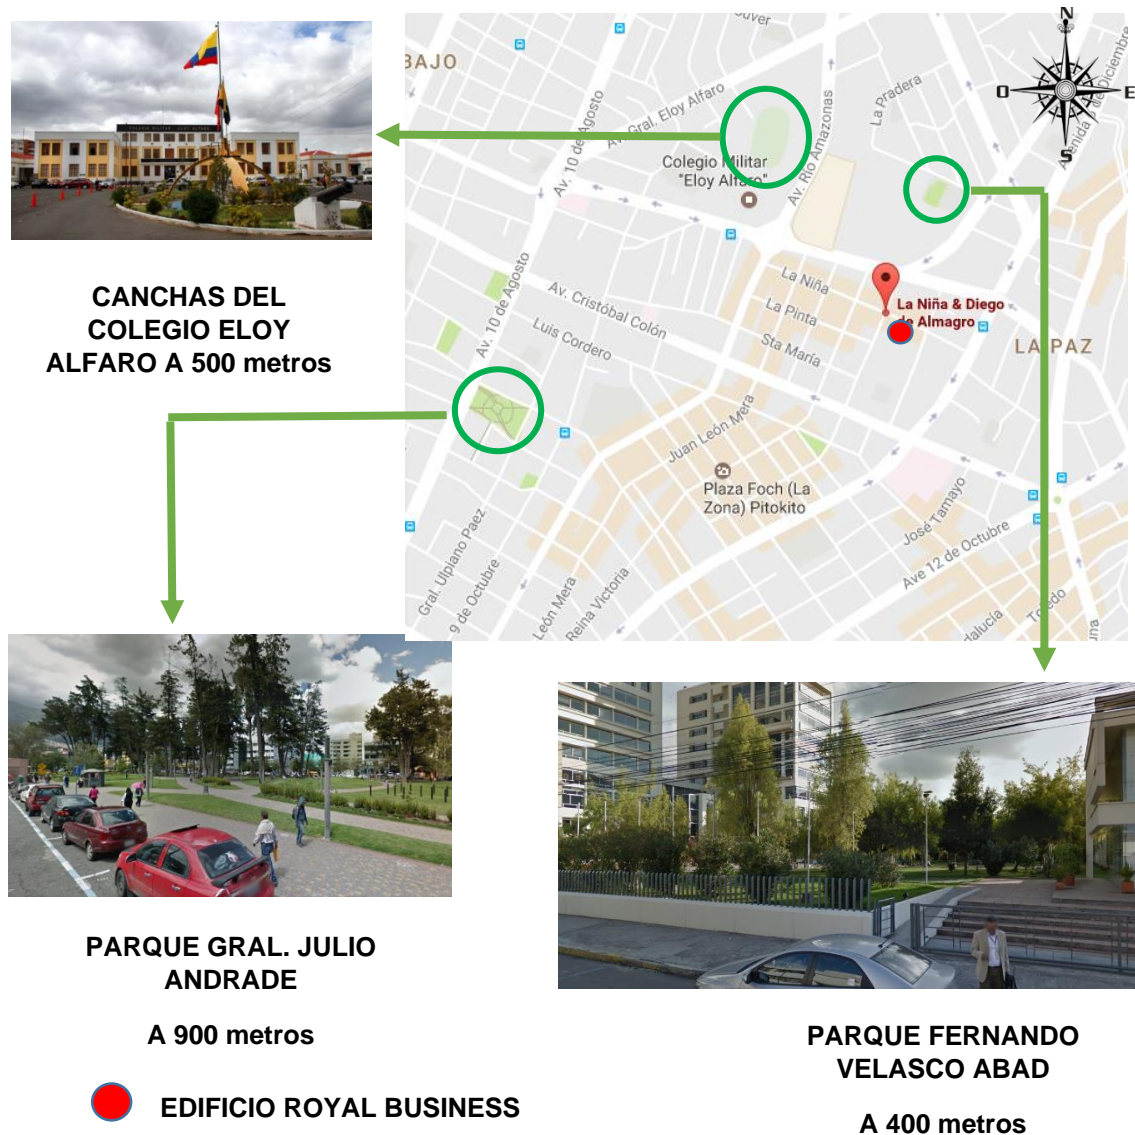 CANCHAS DEL
COLEGIO ELOY
ALFARO A 500 metros
N
O
E
S
BAJO
Av. 10 de Agosto
Av. Gral. Eloy Alfaro
Av. Río Amazonas
La Pradera
Colegio Militar
"Eloy Alfaro"
La Niña
La Pinta
Sta María
La Niña & Diego
de Almagro
LA PAZ
Av. Cristóbal Colón
Luis Cordero
Av. 10 de Agosto
Juan León Mera
Plaza Foch (La
Zona) Pitokito
José Tamayo
Ave 12 de Octubre
Gral. Ulpiano Paez
9 de Octubre
León Mera
Reina Victoria
Toledo
PARQUE GRAL. JULIO
ANDRADE
A 900 metros
PARQUE FERNANDO
VELASCO ABAD
A 400 metros
EDIFICIO ROYAL BUSINESS